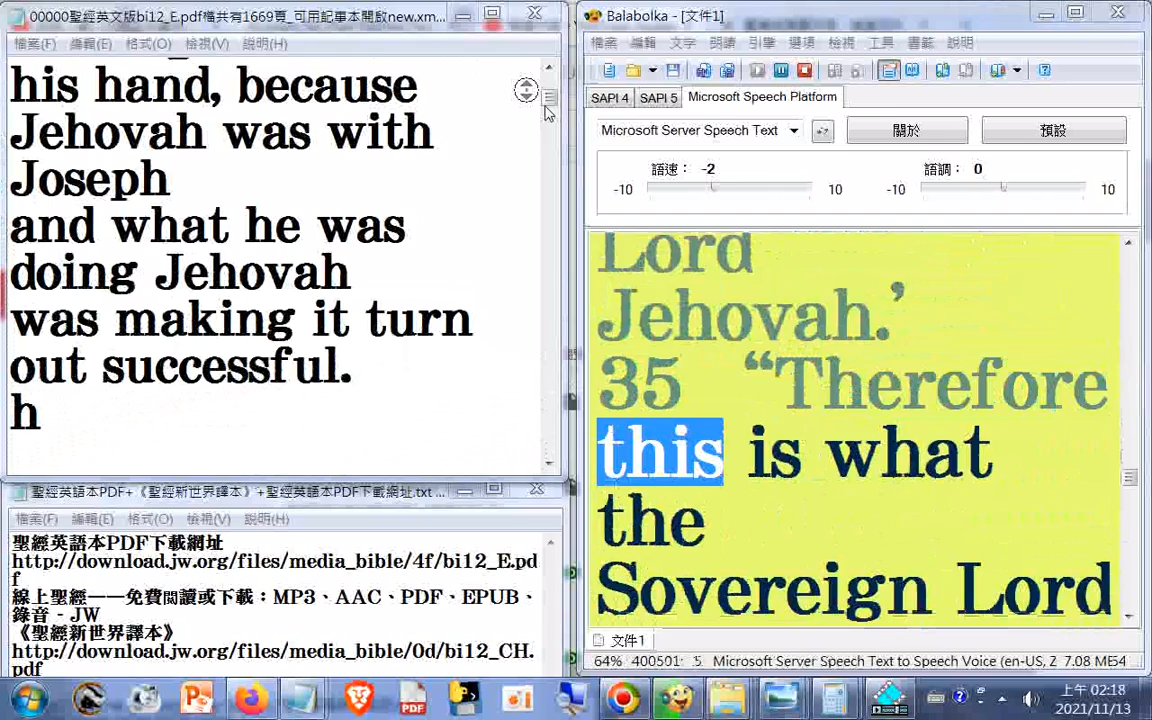 00000聖經英文版bi12_E.pdf檔共有1669頁_可用記事本開啟new.xm...
檔案(F) 編輯(E) 格式(O) 檢視(V) 說明(H)
his hand, because
Jehovah was with
Joseph
and what he was
doing Jehovah
was making it turn
out successful.
h
聖經英語本PDF+《聖經新世界譯本》+聖經英語本PDF下載網址.txt ...
檔案(F) 編輯(E) 格式(O) 檢視(V) 說明(H)
聖經英語本PDF下載網址
http://download.jw.org/files/media_bible/4f/bi12_E.pd
f
線上聖經——免費閱讀或下載：MP3、AAC、PDF、EPUB、
錄音 - JW
《聖經新世界譯本》
http://download.jw.org/files/media_bible/0d/bi12_CH.
pdf
Balabolka - [文件1]
檔案 編輯 文字 朗讀 引擎 選項 檢視 工具 書籤 說明
SAPI 4 SAPI 5 Microsoft Speech Platform
Microsoft Server Speech Text 關於 預設
語速： -2 語調： 0
-10 10 -10 10
Lord
Jehovah.’
35 “Therefore
this is what
the
Sovereign Lord
文件1
64% 400501: 5. Microsoft Server Speech Text to Speech Voice (en-US, Z 7.08 ME54
PDF
上午 02:18
2021/11/13